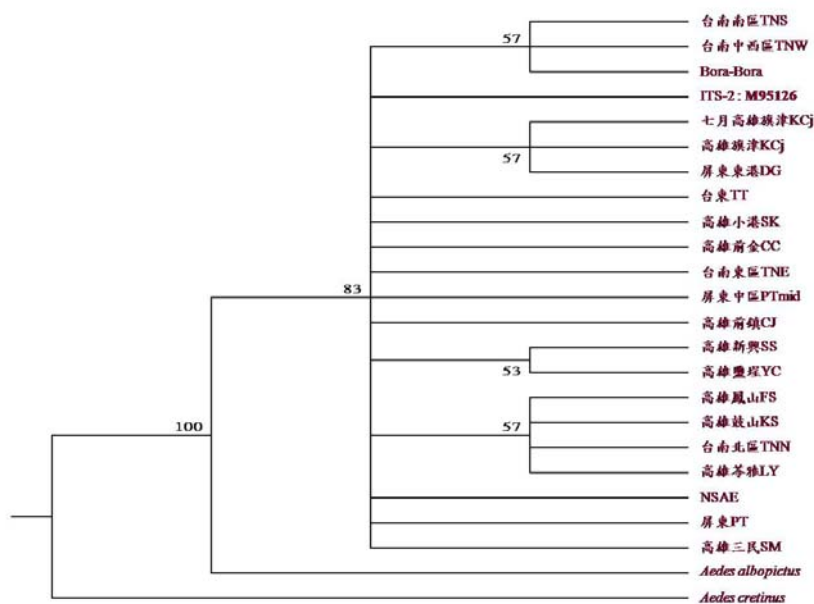 台南南區TNS
57
台南中西區TNW
Bora-Bora
ITS-2 : M95126
七月高雄旗津KCj
高雄旗津KCj
57
屏東東港DG
台東TT
高雄小港SK
高雄前金CC
台南東區TNE
83
屏東中區PTmid
高雄前鎮CJ
高雄新興SS
53
高雄鹽埕YC
高雄鳳山FS
高雄鼓山KS
100
57
台南北區TNN
高雄苓雅LY
NSAE
屏東PT
高雄三民SM
Aedes albopictus
Aedes cretinus